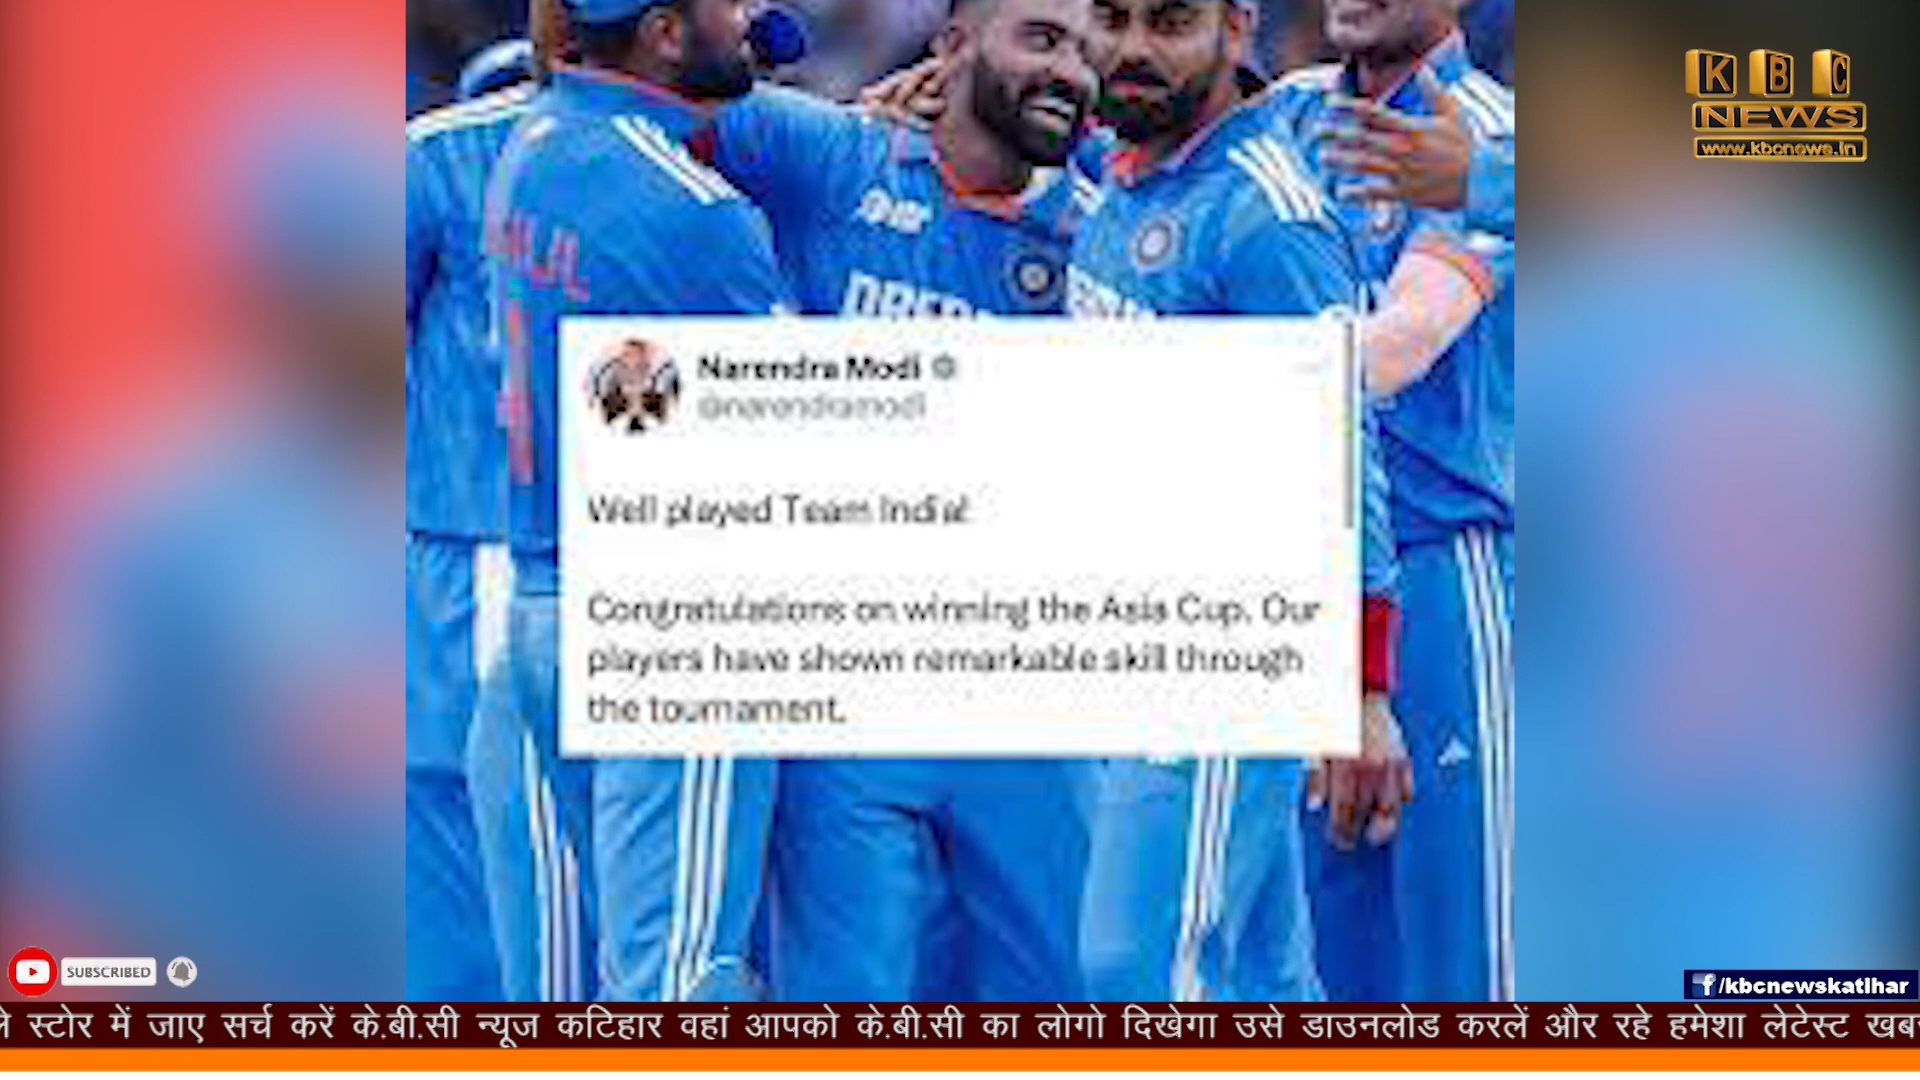 K B C
NEWS
www.kbcnews.in
Narendra Modi
@narendramodi
Well played Team India!
Congratulations on winning the Asia Cup. Our
players have shown remarkable skill through
the tournament.
SUBSCRIBED
f/kbcnewskatihar
स्टोर में जाए सर्च करें के.बी.सी न्यूज कटिहार वहां आपको के.बी.सी का लोगो दिखेगा उसे डाउनलोड करलें और रहे हमेशा लेटेस्ट